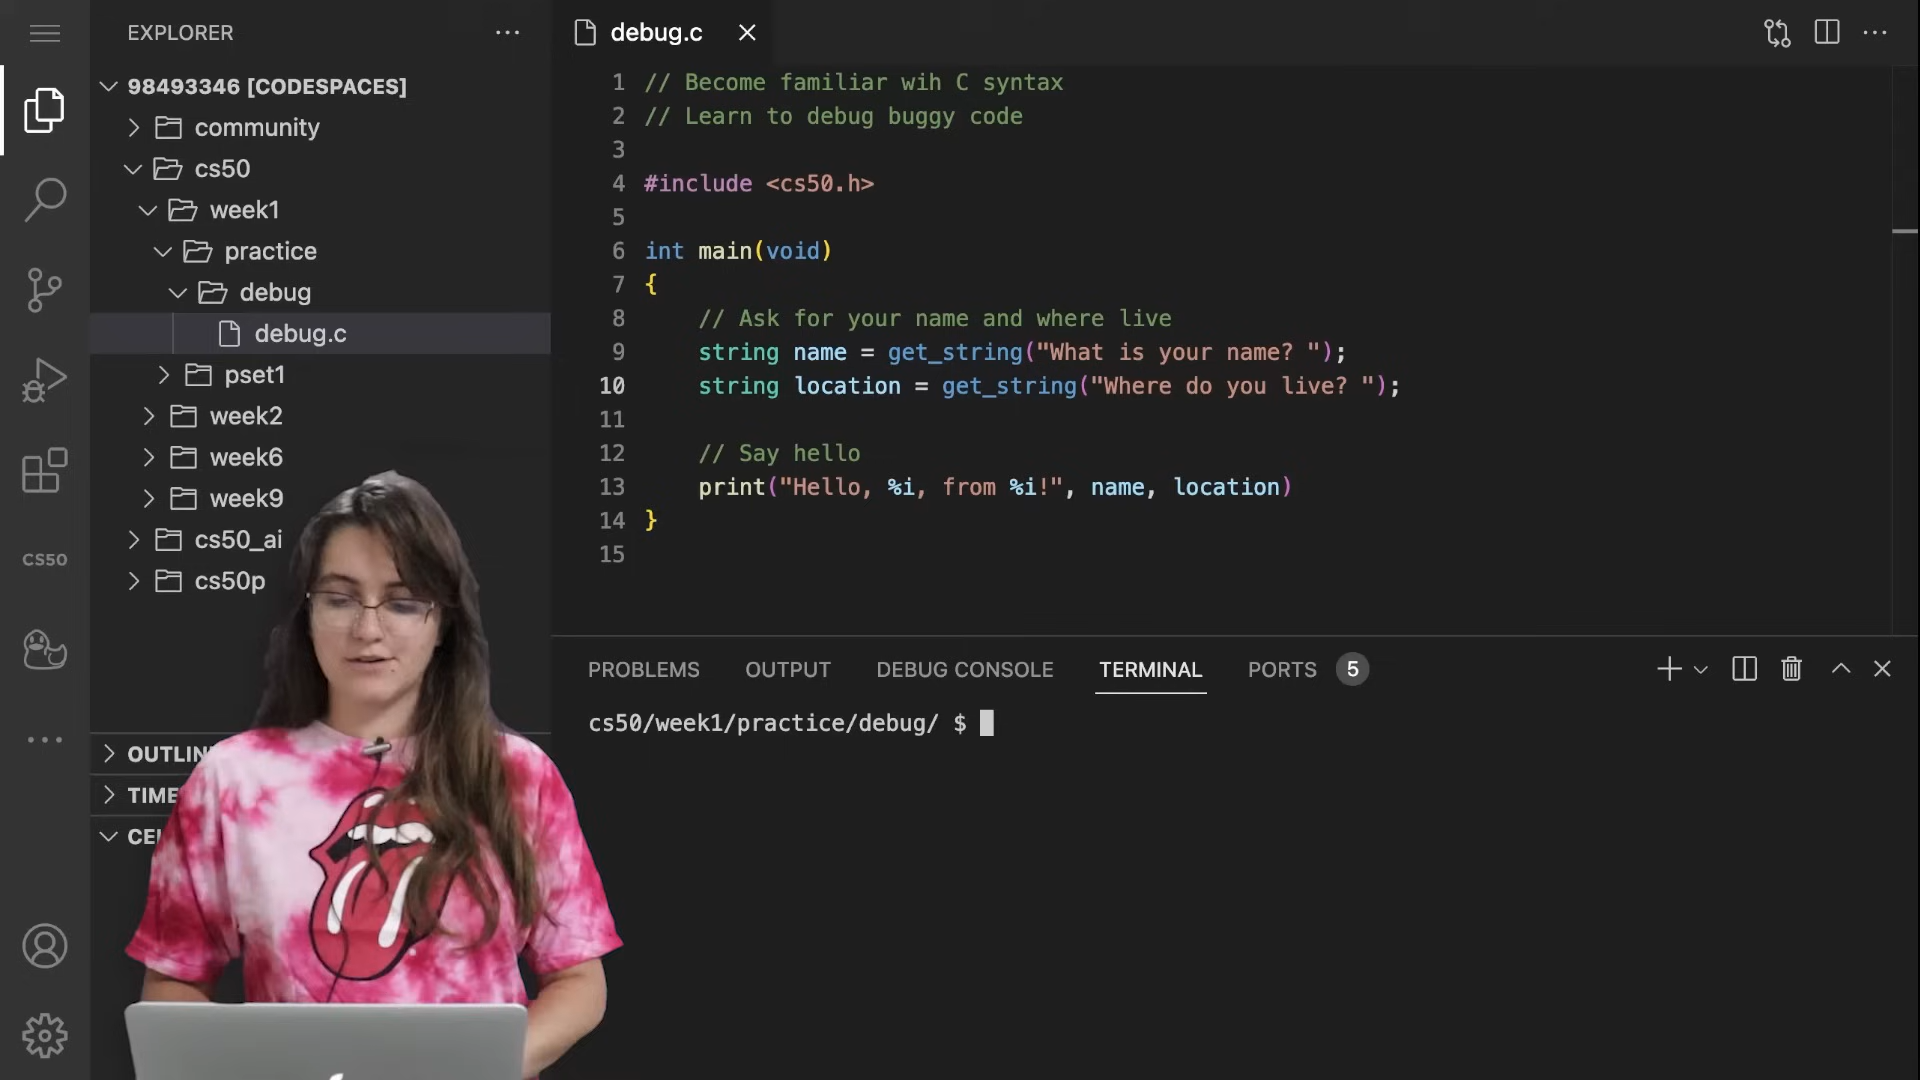 EXPLORER
98493346 [CODESPACES]
community
cs50
week1
practice
debug
debug.c
pset1
week2
week6
week9
cs50_ai
cs50p
OUTLIN
TIME
CS50
debug.c
1 // Become familiar wih C syntax
2 // Learn to debug buggy code
3
4 #include <cs50.h>
5
6 int main(void)
7 {
8 // Ask for your name and where live
9 string name = get_string("What is your name? ");
10 string location = get_string("Where do you live? ");
11
12 // Say hello
13 print("Hello, %i, from %i!", name, location)
14 }
15
PROBLEMS OUTPUT DEBUG CONSOLE TERMINAL PORTS 5
cs50/week1/practice/debug/ $